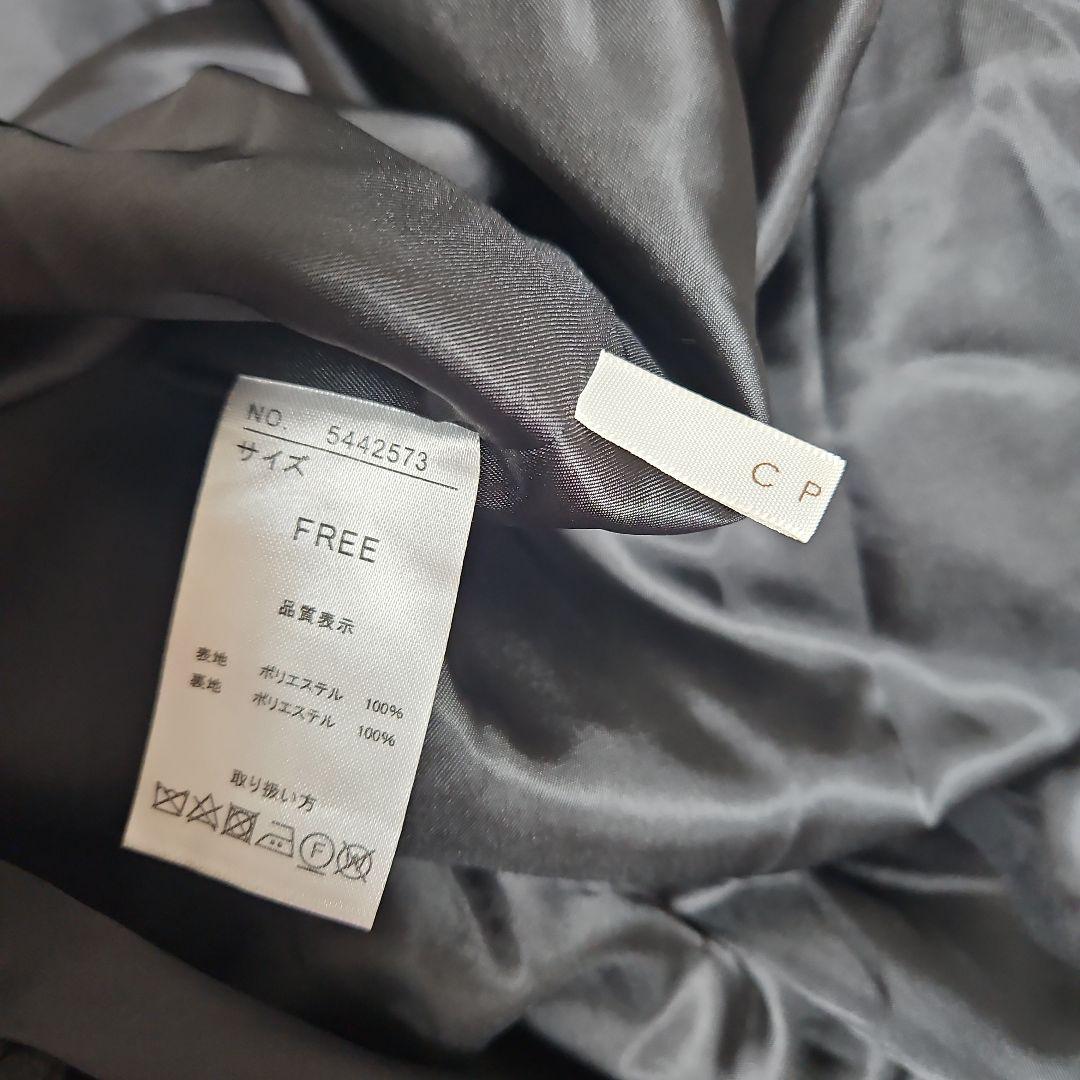 NO. 5442573
サイズ
FREE
品質表示
表地 ポリエステル 100%
裏地 ポリエステル 100%
取り扱い方
F W
C P